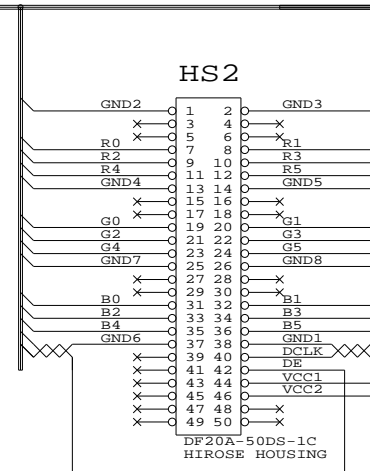 HS2
GND2 1 2 GND3
3 4
5 6
R0 7 8 R1
R2 9 10 R3
R4 11 12 R5
GND4 13 14 GND5
15 16
17 18
G0 19 20 G1
G2 21 22 G3
G4 23 24 G5
GND7 25 26 GND8
27 28
29 30
B0 31 32 B1
B2 33 34 B3
B4 35 36 B5
GND6 37 38 GND1
39 40 DCLK
41 42 DE
43 44 VCC1
45 46 VCC2
47 48
49 50
DF20A-50DS-1C
HIROSE HOUSING